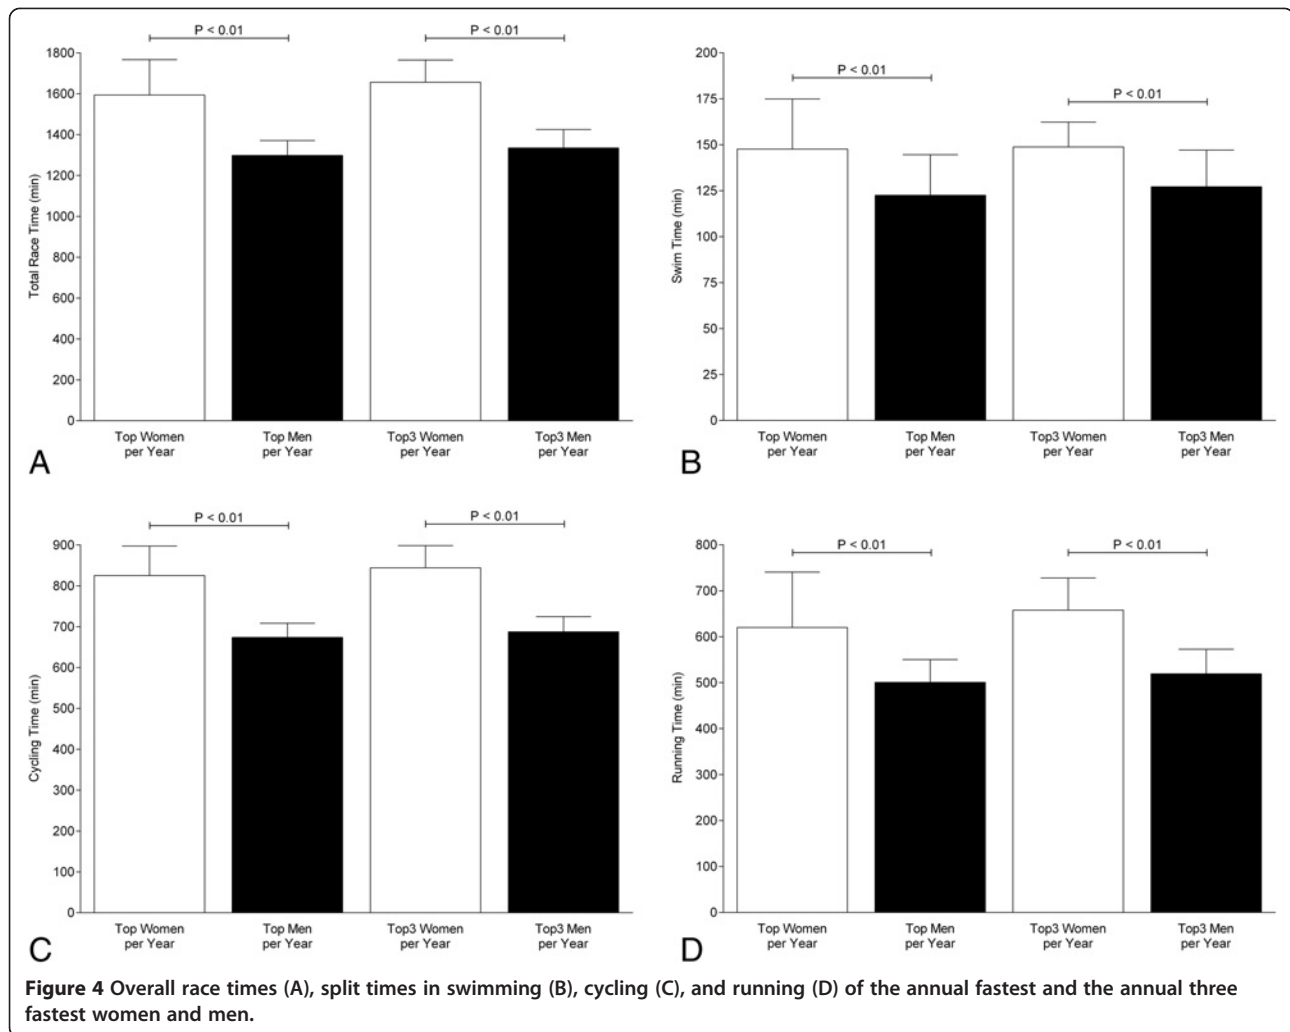 P < 0.01
P < 0.01
1800
1600
1400
1200
1000
800
600
400
200
0
Total Race Time (min)
Top Women
per Year
Top Men
per Year
Top3 Women
per Year
Top3 Men
per Year
A
P < 0.01
P < 0.01
200
175
150
125
100
75
50
25
0
Swim Time (min)
Top Women
per Year
Top Men
per Year
Top3 Women
per Year
Top3 Men
per Year
B
P < 0.01
P < 0.01
900
800
700
600
500
400
300
200
100
0
Cycling Time (min)
Top Women
per Year
Top Men
per Year
Top3 Women
per Year
Top3 Men
per Year
C
P < 0.01
P < 0.01
800
700
600
500
400
300
200
100
0
Running Time (min)
Top Women
per Year
Top Men
per Year
Top3 Women
per Year
Top3 Men
per Year
D
Figure 4 Overall race times (A), split times in swimming (B), cycling (C), and running (D) of the annual fastest and the annual three
fastest women and men.